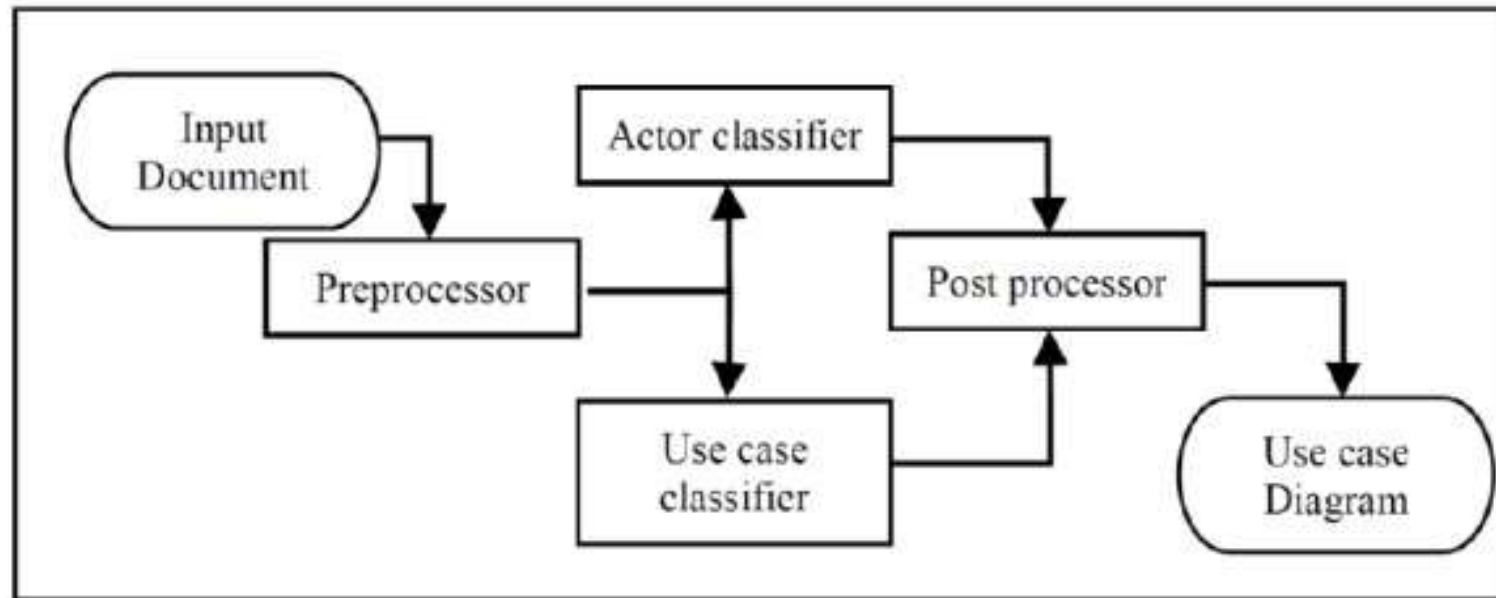 Input
Document
Preprocessor
Actor classifier
Use case
classifier
Post processor
Use case
Diagram